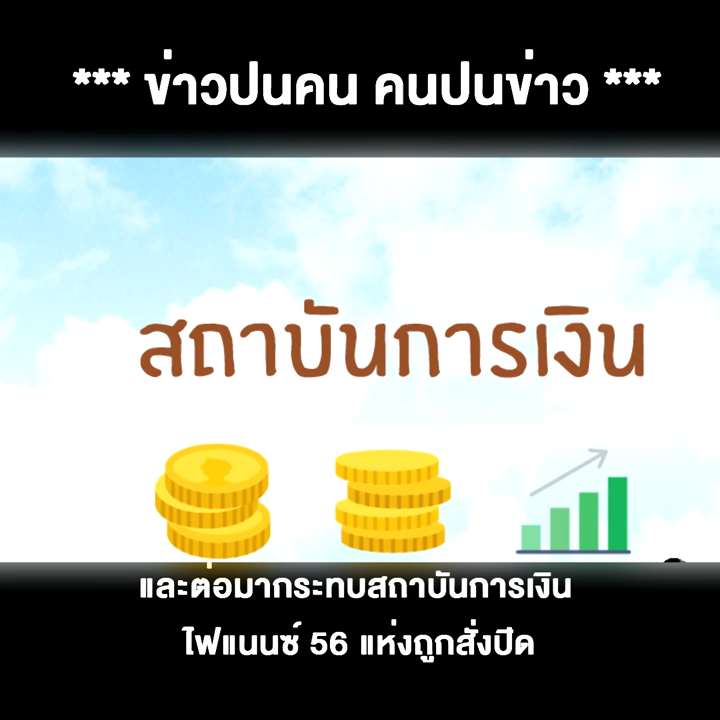 *** ข่าวปนคน คนปนข่าว ***
สถาบันการเงิน
และต่อมากระทบสถาบันการเงิน
ไฟแนนซ์ 56 แห่งถูกสั่งปิด